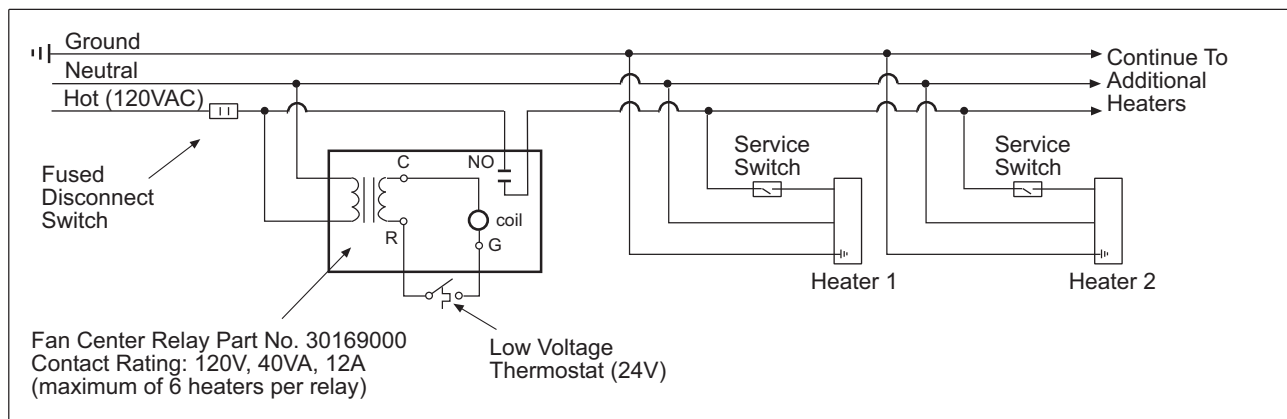 Ground
Neutral
Hot (120VAC)
Continue To
Additional
Heaters
Fused
Disconnect
Switch
C
NO
coil
R
G
Service
Switch
Service
Switch
Heater 1
Heater 2
Fan Center Relay Part No. 30169000
Contact Rating: 120V, 40VA, 12A
(maximum of 6 heaters per relay)
Low Voltage
Thermostat (24V)